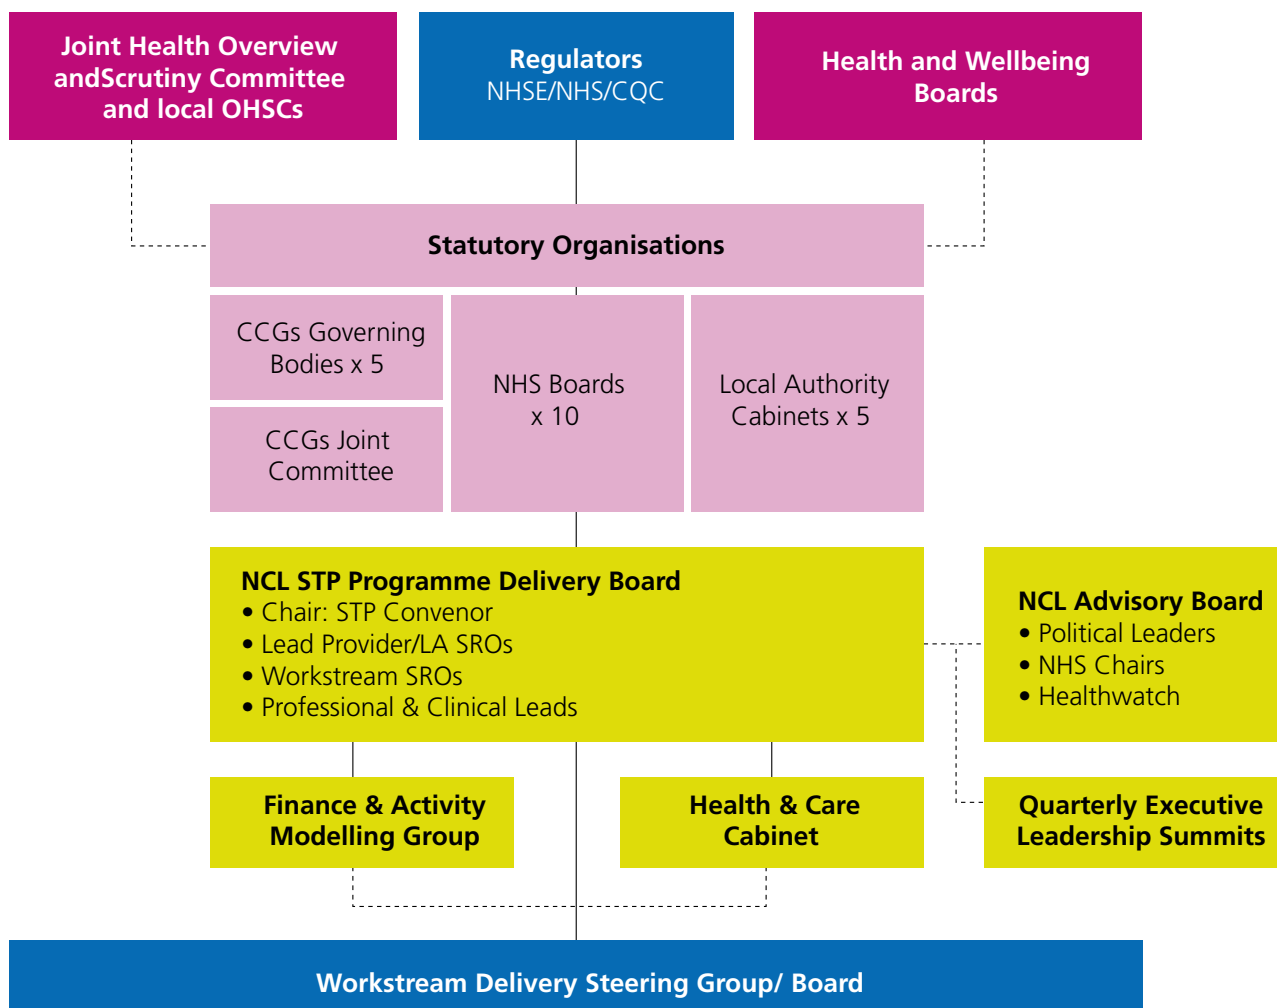 Joint Health Overview
andScrutiny Committee
and local OHSCs
Regulators
NHSE/NHS/CQC
Health and Wellbeing
Boards
Statutory Organisations
CCGs Governing
Bodies x 5
CCGs Joint
Committee
NHS Boards
x 10
Local Authority
Cabinets x 5
NCL STP Programme Delivery Board
• Chair: STP Convenor
• Lead Provider/LA SROs
• Workstream SROs
• Professional & Clinical Leads
NCL Advisory Board
• Political Leaders
• NHS Chairs
• Healthwatch
Finance & Activity
Modelling Group
Health & Care
Cabinet
Quarterly Executive
Leadership Summits
Workstream Delivery Steering Group/ Board